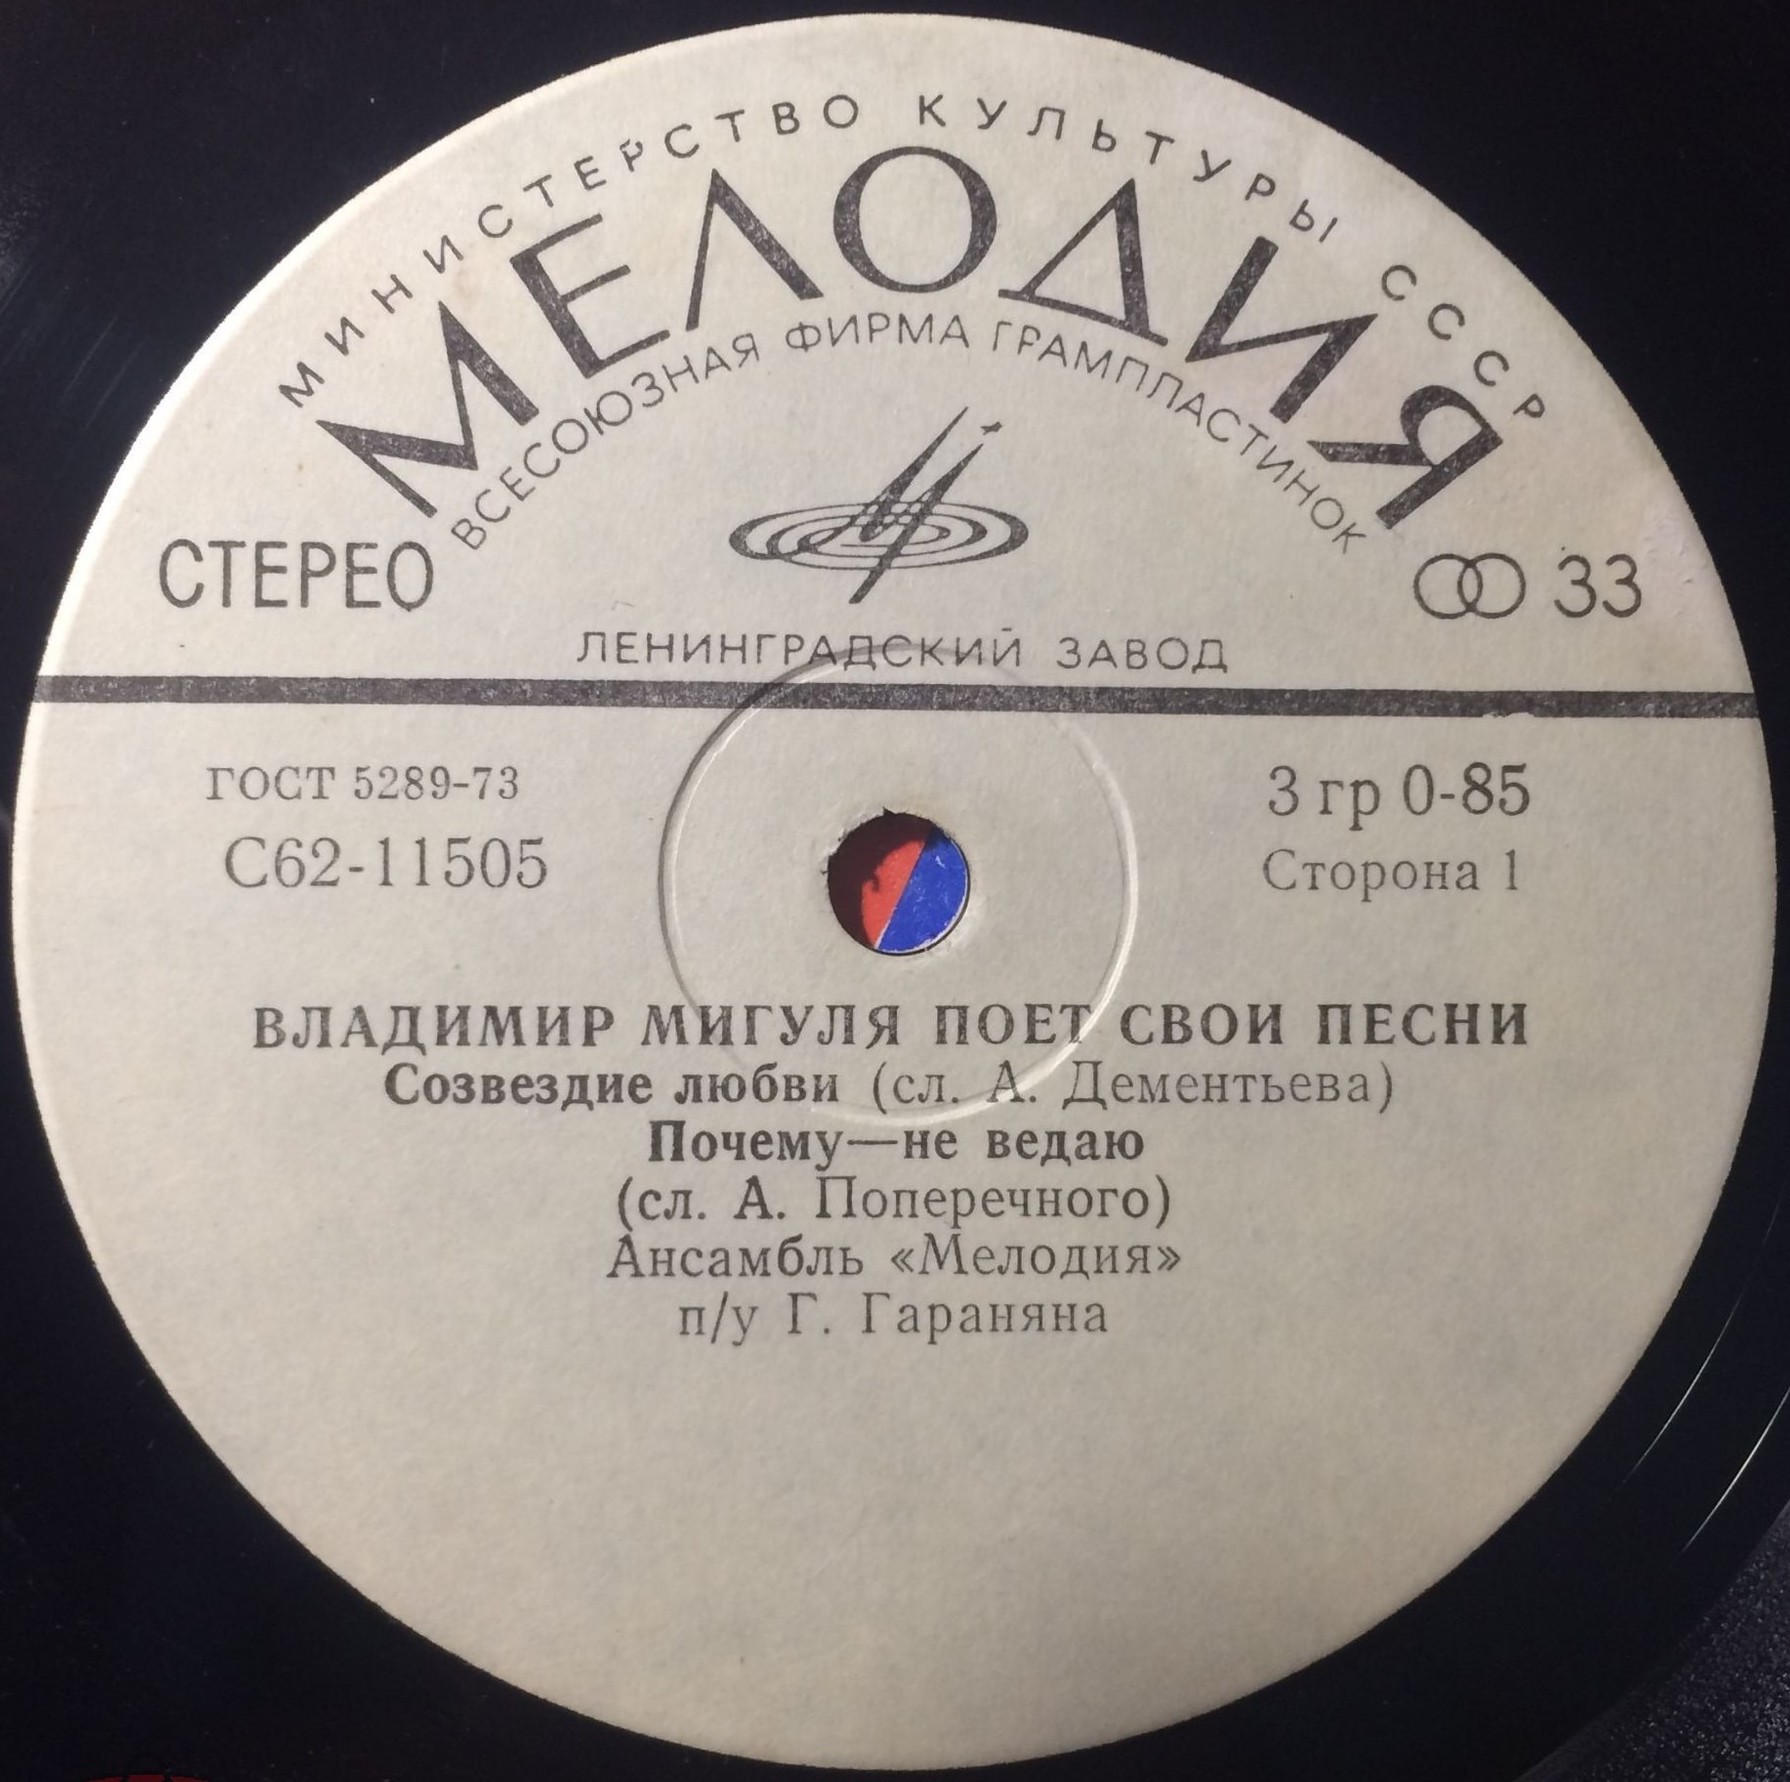 МИНИСТЕРСТВО КУЛЬТУРЫ СССР
МЕЛОДИЯ
ВСЕСОЮЗНАЯ ФИРМА ГРАМПЛАСТИНОК
СТЕРЕО
33
ЛЕНИНГРАДСКИЙ ЗАВОД
ГОСТ 5289-73
3 гр 0-85
С62-11505
Сторона 1
ВЛАДИМИР МИГУЛЯ ПОЕТ СВОИ ПЕСНИ
Созвездие любви (сл. А. Дементьева)
Почему—не ведаю
(сл. А. Поперечного)
Ансамбль «Мелодия»
п/у Г. Гараняна